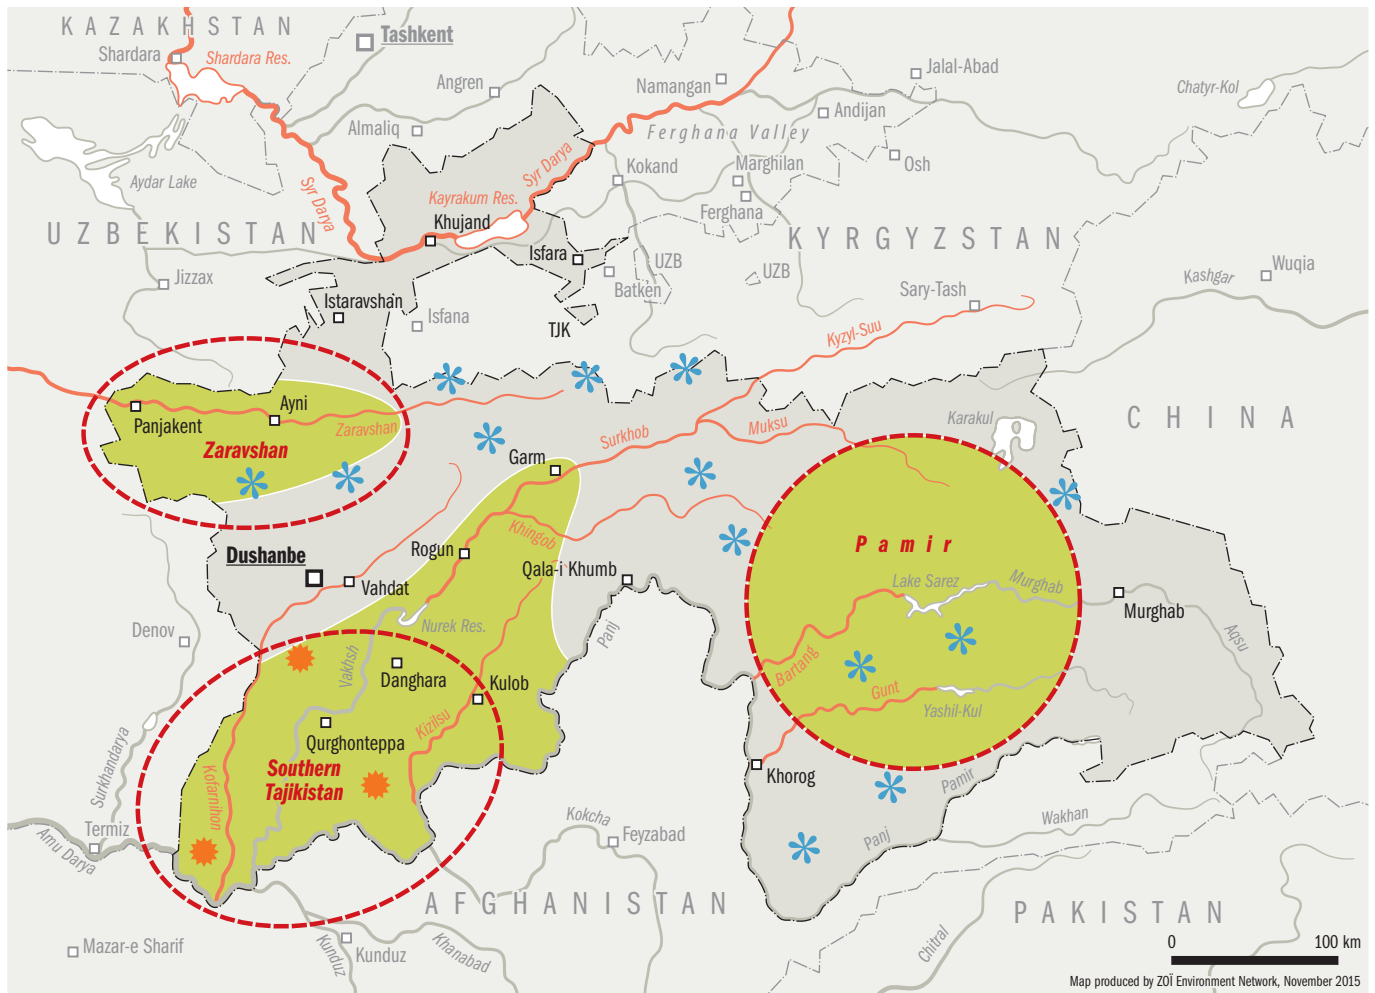 KAZAKHSTAN
Tashkent
Shardara
Shardara Res.
Angren
Namangan
Jalal-Abad
Chatyr-Kol
Almaliq
Andijan
Ferghana Valley
Syr Darya
Osh
Kokand
Marghilan
Aydar Lake
Syr Darya
Kayrakum Res.
Khujand
Ferghana
UZBEKISTAN
KYRGYZSTAN
Isfara
UZB
UZB
Wuqia
Kashgar
Jizzax
Batken
Sary-Tash
Istaravshan
Isfana
TJK
Kyzyl-Suu
Ayni
Panjakent
Zaravshan
Zaravshan
Surkhob
Muksu
Karakul
CHINA
Garm
Khingob
Rogun
Pamir
Dushanbe
Vahdat
Qala-i Khumb
Lake Sarez
Murghab
Murghab
Nurek Res.
Denov
Panj
Aqsu
Vakhsh
Danghara
Kulob
Bartang
Gunt
Yashil-Kul
Kizilsu
Qurghonteppa
Surkhandarya
Kofarnihon
Southern
Tajikistan
Khorog
Pamir
Termiz
Amu Darya
Kokcha
Feyzabad
Panj
Wakhan
AFGHANISTAN
PAKISTAN
Mazar-e Sharif
Kunduz
Kunduz
Khanabad
Chitral
0 100 km
Map produced by ZOÏ Environment Network, November 2015